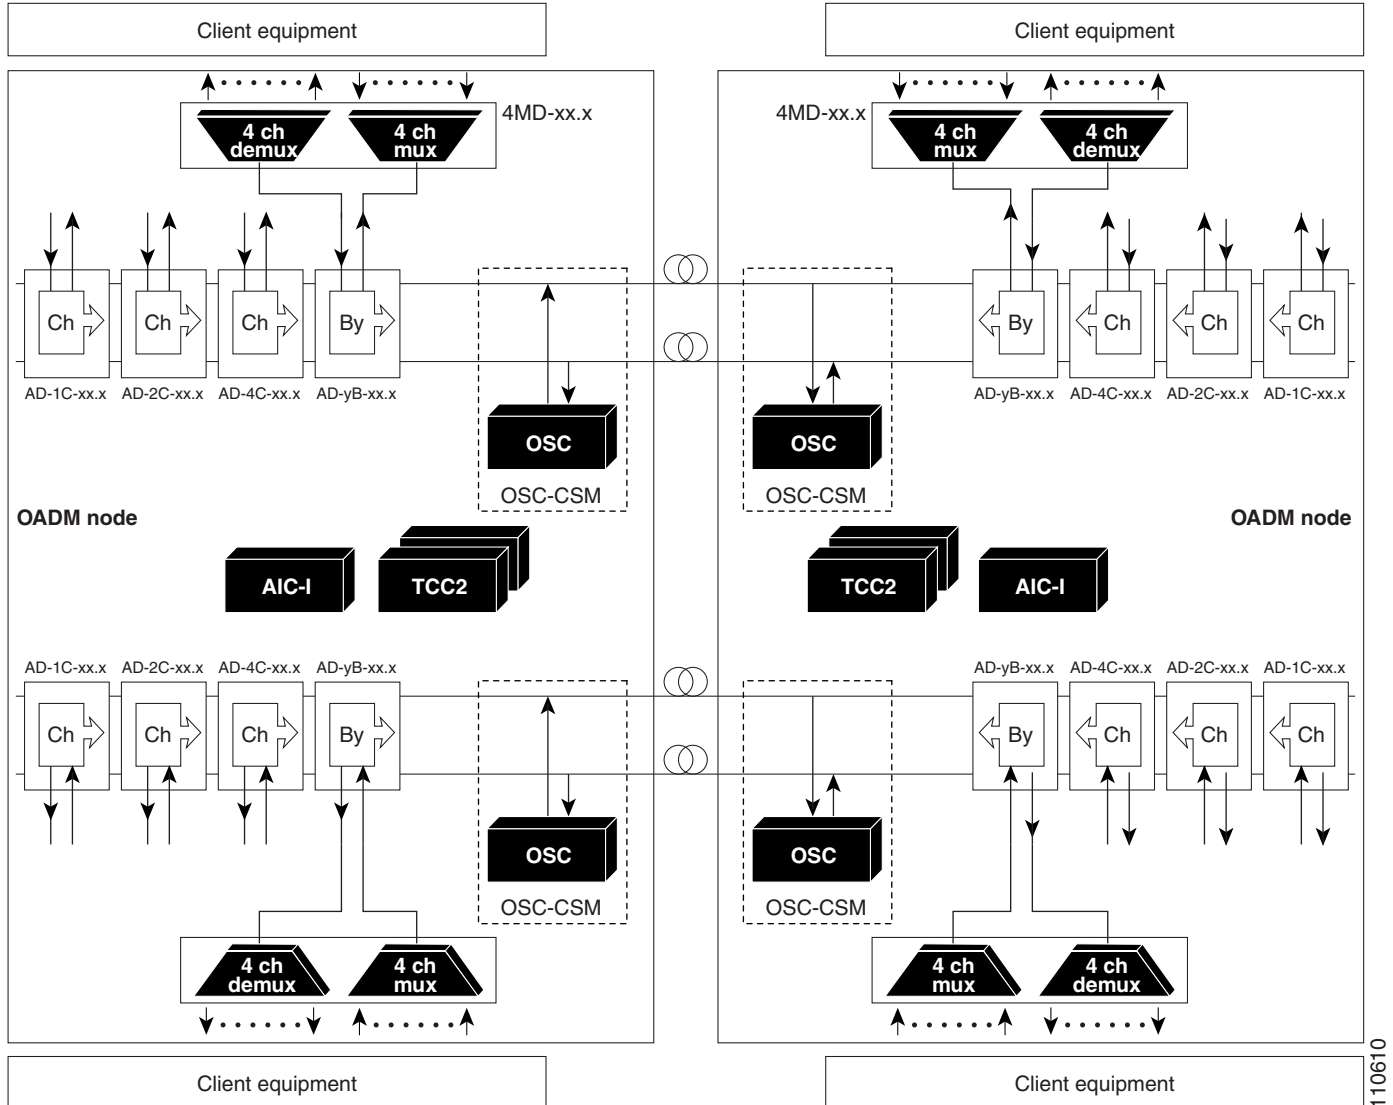 Client equipment
Client equipment
4 ch
demux
4 ch
mux
4MD-xx.x
4MD-xx.x
4 ch
mux
4 ch
demux
Ch
Ch
Ch
By
By
Ch
Ch
Ch
AD-1C-xx.x
AD-2C-xx.x
AD-4C-xx.x
AD-yB-xx.x
AD-yB-xx.x
AD-4C-xx.x
AD-2C-xx.x
AD-1C-xx.x
OSC
OSC
OSC-CSM
OSC-CSM
OADM node
OADM node
AIC-I
TCC2
TCC2
AIC-I
AD-1C-xx.x
AD-2C-xx.x
AD-4C-xx.x
AD-yB-xx.x
AD-yB-xx.x
AD-4C-xx.x
AD-2C-xx.x
AD-1C-xx.x
Ch
Ch
Ch
By
By
Ch
Ch
Ch
OSC
OSC
OSC-CSM
OSC-CSM
4 ch
demux
4 ch
mux
4 ch
mux
4 ch
demux
Client equipment
Client equipment
110610